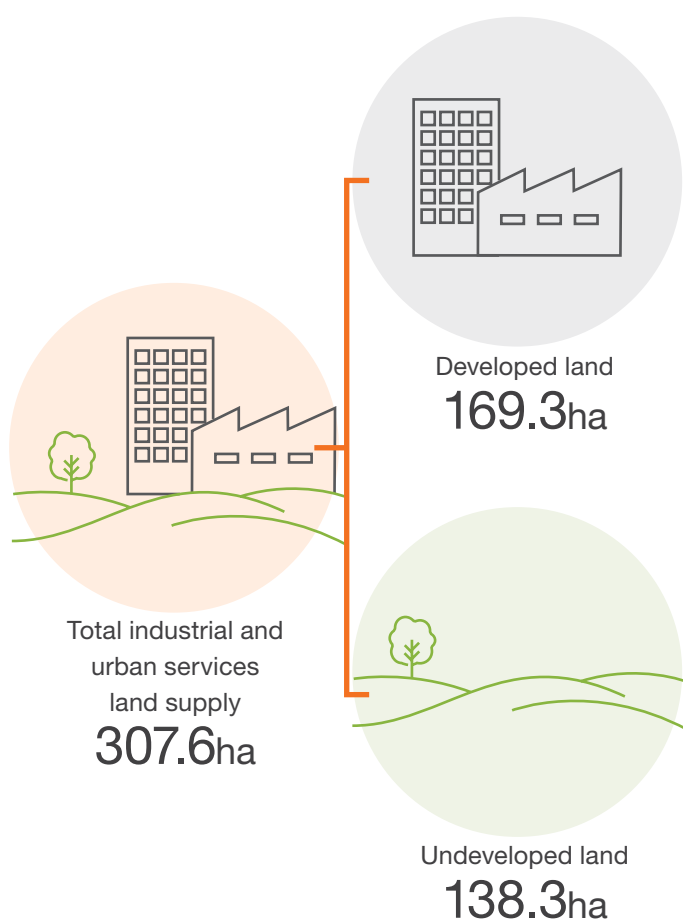 Developed land
169.3ha
Total industrial and
urban services
land supply
307.6ha
Undeveloped land
138.3ha